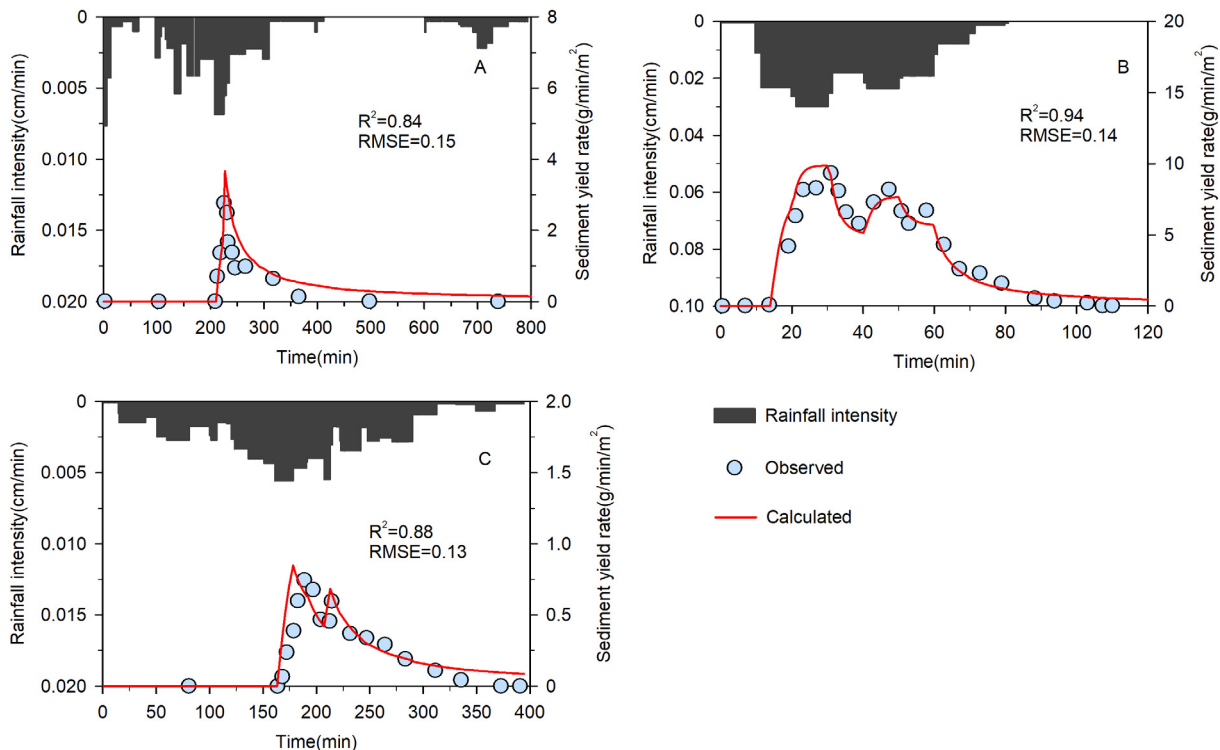 0
0.005
0.010
0.015
0.020
Rainfall intensity(cm/min)
8
6
4
2
0
Sediment yield rate(g/min/m²)
A
R²=0.84
RMSE=0.15
0 100 200 300 400 500 600 700 800
Time(min)
0
0.02
0.04
0.06
0.08
0.10
Rainfall intensity(cm/min)
20
15
10
5
0
Sediment yield rate(g/min/m²)
B
R²=0.94
RMSE=0.14
0 20 40 60 80 100 120
Time(min)
0
0.005
0.010
0.015
0.020
Rainfall intensity(cm/min)
2.0
1.5
1.0
0.5
0
Sediment yield rate(g/min/m²)
C
R²=0.88
RMSE=0.13
0 50 100 150 200 250 300 350 400
Time(min)
Rainfall intensity
Observed
Calculated